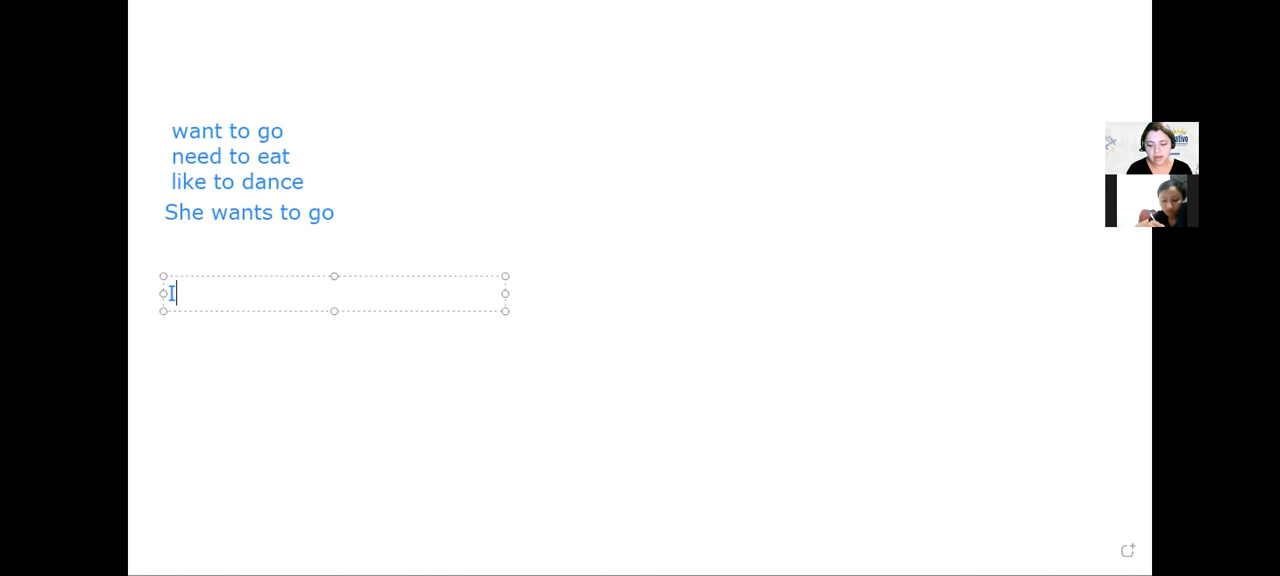 want to go
need to eat
like to dance
She wants to go
I